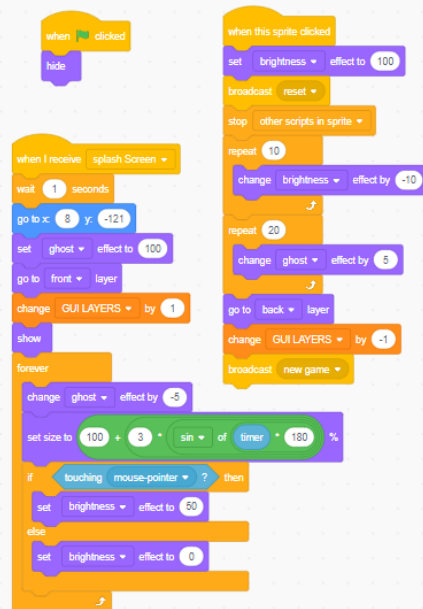 when clicked
hide
when I receive splash Screen
wait 1 seconds
go to x: 8 y: -121
set ghost effect to 100
go to front layer
change GUI LAYERS by 1
show
forever
change ghost effect by -5
set size to 100 + 3 * sin of timer * 180 %
if touching mouse-pointer ? then
set brightness effect to 50
else
set brightness effect to 0
when this sprite clicked
set brightness effect to 100
broadcast reset
stop other scripts in sprite
repeat 10
change brightness effect by -10
repeat 20
change ghost effect by 5
go to back layer
change GUI LAYERS by -1
broadcast new game